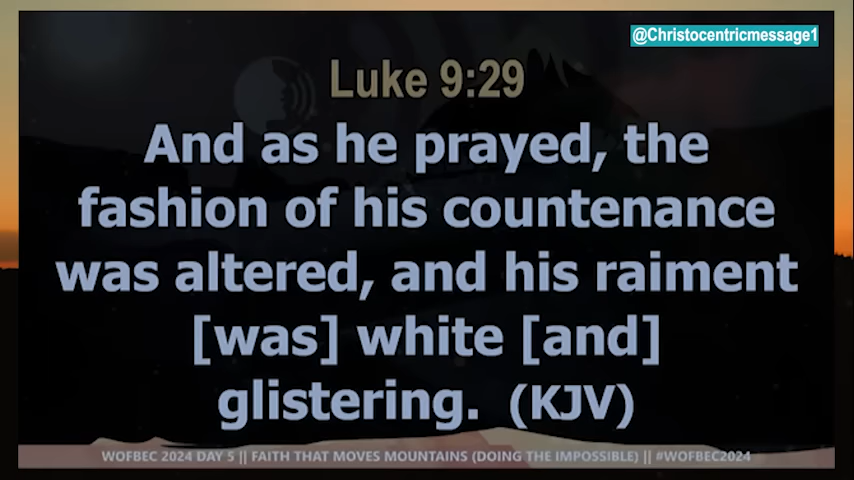 @Christocentricmessage1
Luke 9:29
And as he prayed, the
fashion of his countenance
was altered, and his raiment
[was] white [and]
glistering. (KJV)
WOFBEC 2024 DAY 5 || FAITH THAT MOVES MOUNTAINS (DOING THE IMPOSSIBLE) || #WOFBEC2024